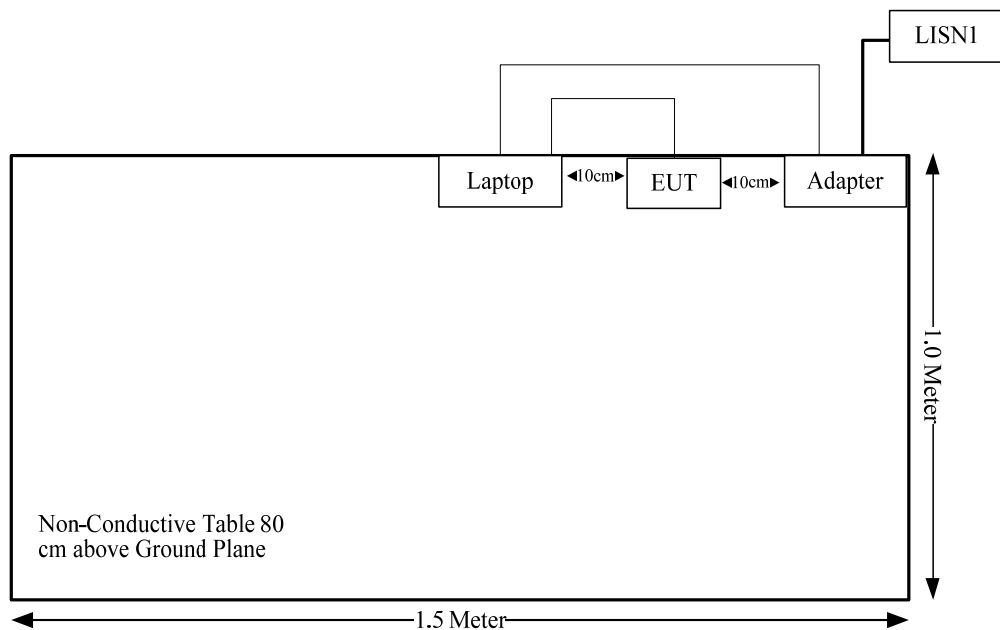 LISN1
Laptop
10cm
EUT
10cm
Adapter
1.0 Meter
Non-Conductive Table 80
cm above Ground Plane
1.5 Meter